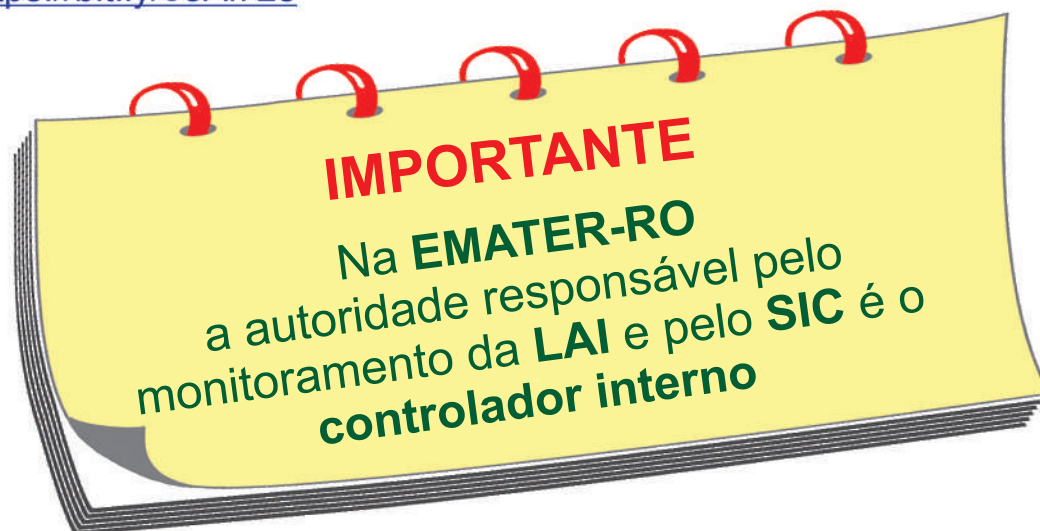 IMPORTANTE
Na EMATER-RO
a autoridade responsável pelo
monitoramento da LAI e pelo SIC é o
controlador interno